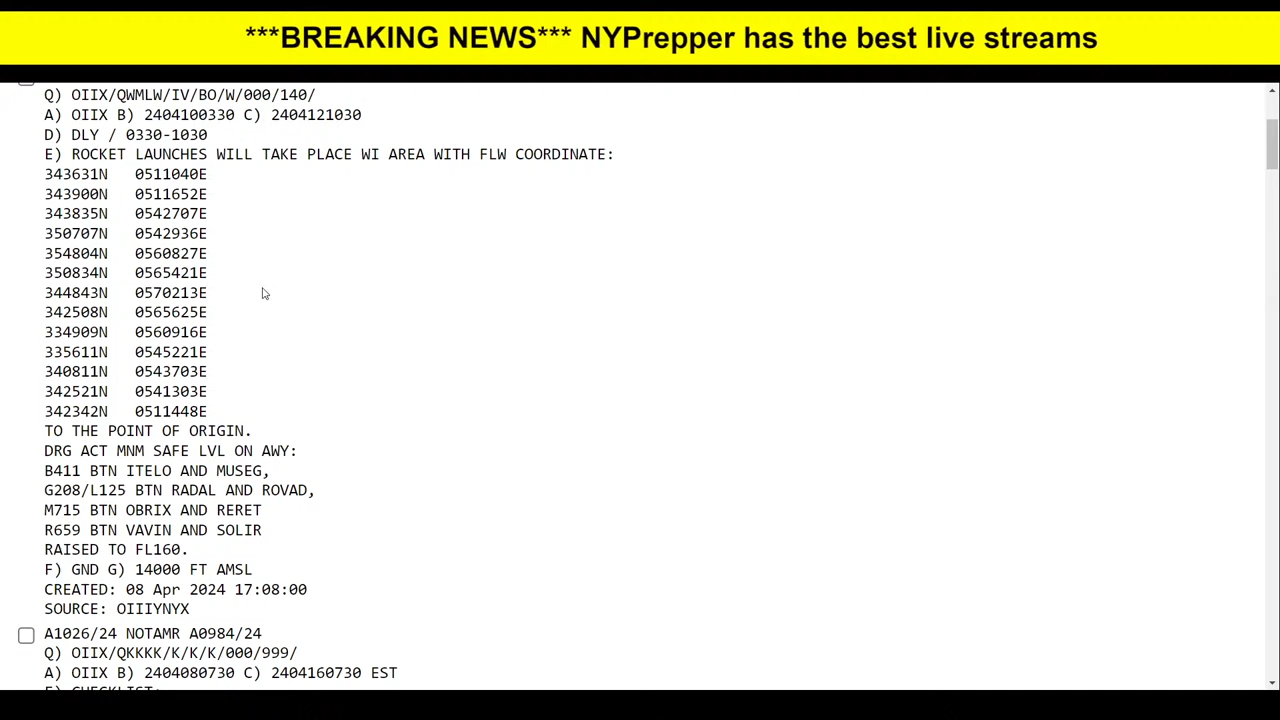 ***BREAKING NEWS*** NYPrepper has the best live streams
Q) OIIX/QWMLW/IV/BO/W/000/140/
A) OIIX B) 2404100330 C) 2404121030
D) DLY / 0330-1030
E) ROCKET LAUNCHES WILL TAKE PLACE WI AREA WITH FLW COORDINATE:
343631N 0511040E
343900N 0511652E
343835N 0542707E
350707N 0542936E
354804N 0560827E
350834N 0565421E
344843N 0570213E
342508N 0565625E
334909N 0560916E
335611N 0545221E
340811N 0543703E
342521N 0541303E
342342N 0511448E
TO THE POINT OF ORIGIN.
DRG ACT MNM SAFE LVL ON AWY:
B411 BTN ITELO AND MUSEG,
G208/L125 BTN RADAL AND ROVAD,
M715 BTN OBRIX AND RERET
R659 BTN VAVIN AND SOLIR
RAISED TO FL160.
F) GND G) 14000 FT AMSL
CREATED: 08 Apr 2024 17:08:00
SOURCE: OIIIYNYX
A1026/24 NOTAMR A0984/24
Q) OIIX/QKKKK/K/K/K/000/999/
A) OIIX B) 2404080730 C) 2404160730 EST
E) CHECKLIST: